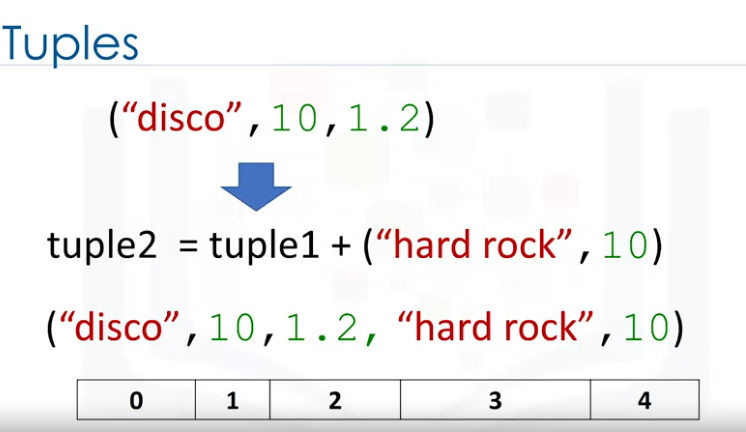 Tuples
(“disco”, 10,1.2)
tuple2 = tuple1 + (“hard rock”, 10)
(“disco”, 10,1.2, “hard rock”, 10)
0 1 2 3 4